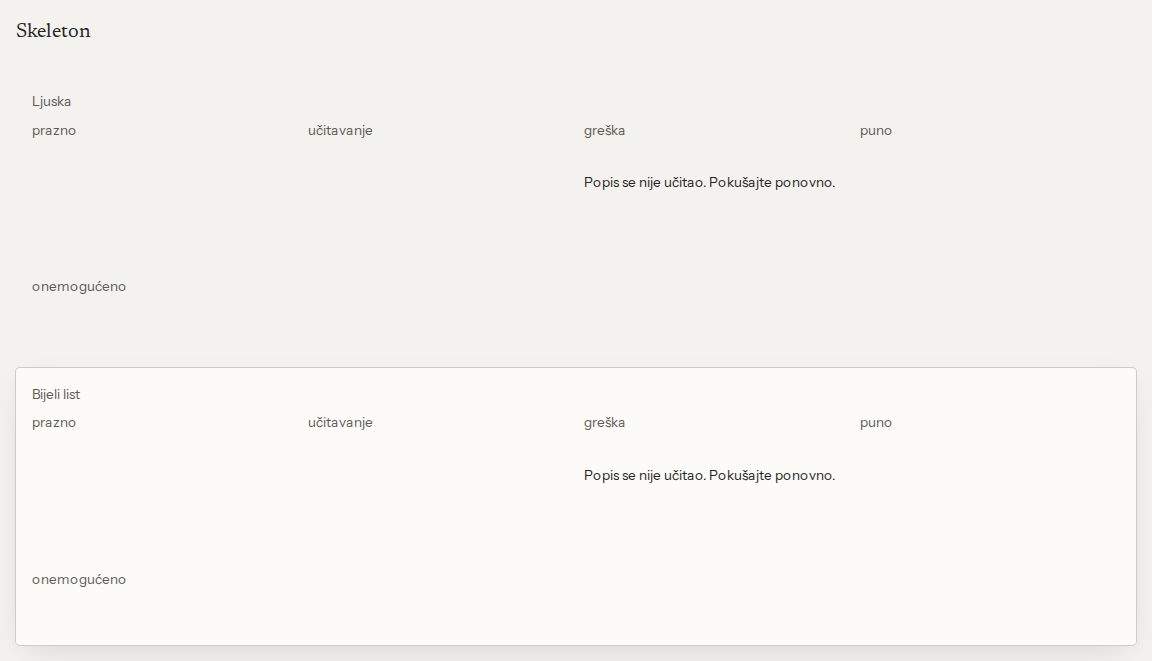 Skeleton
Ljuska
prazno
učitavanje
greška
puno
Popis se nije učitao. Pokušajte ponovno.
onemogućeno
Bijeli list
prazno
učitavanje
greška
puno
Popis se nije učitao. Pokušajte ponovno.
onemogućeno